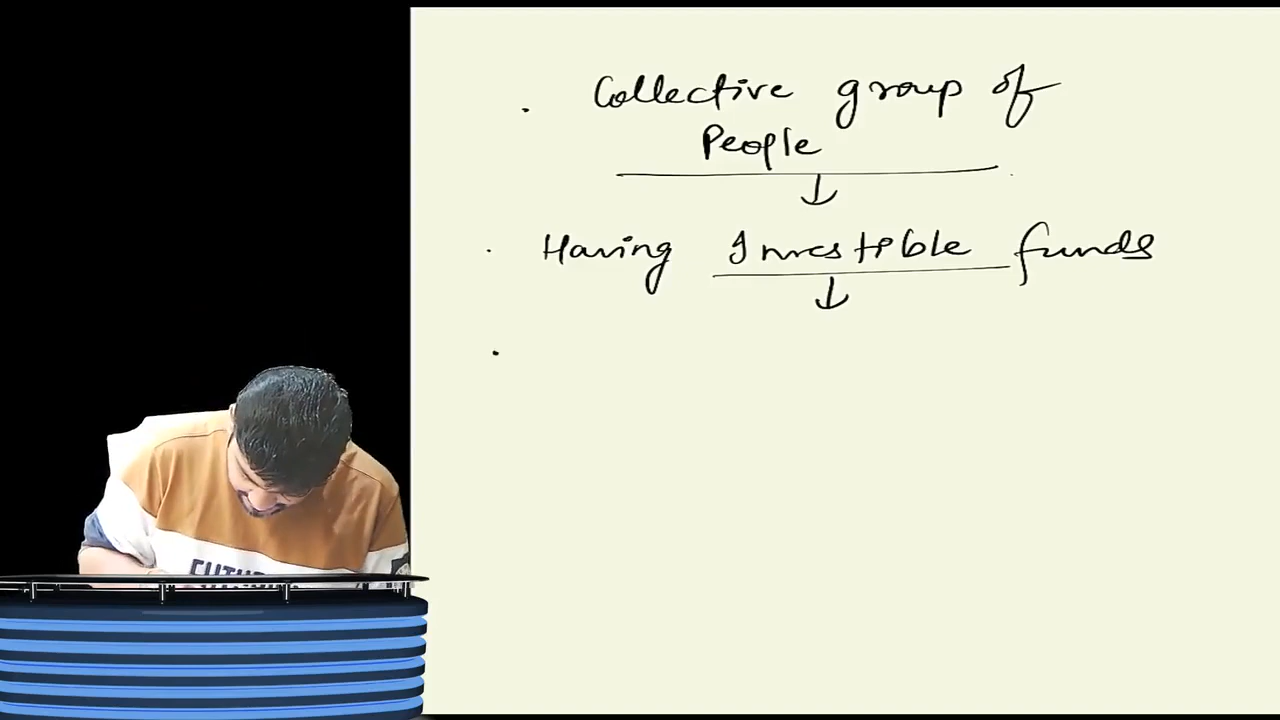 . Collective group of
People
. Having Investible funds
.